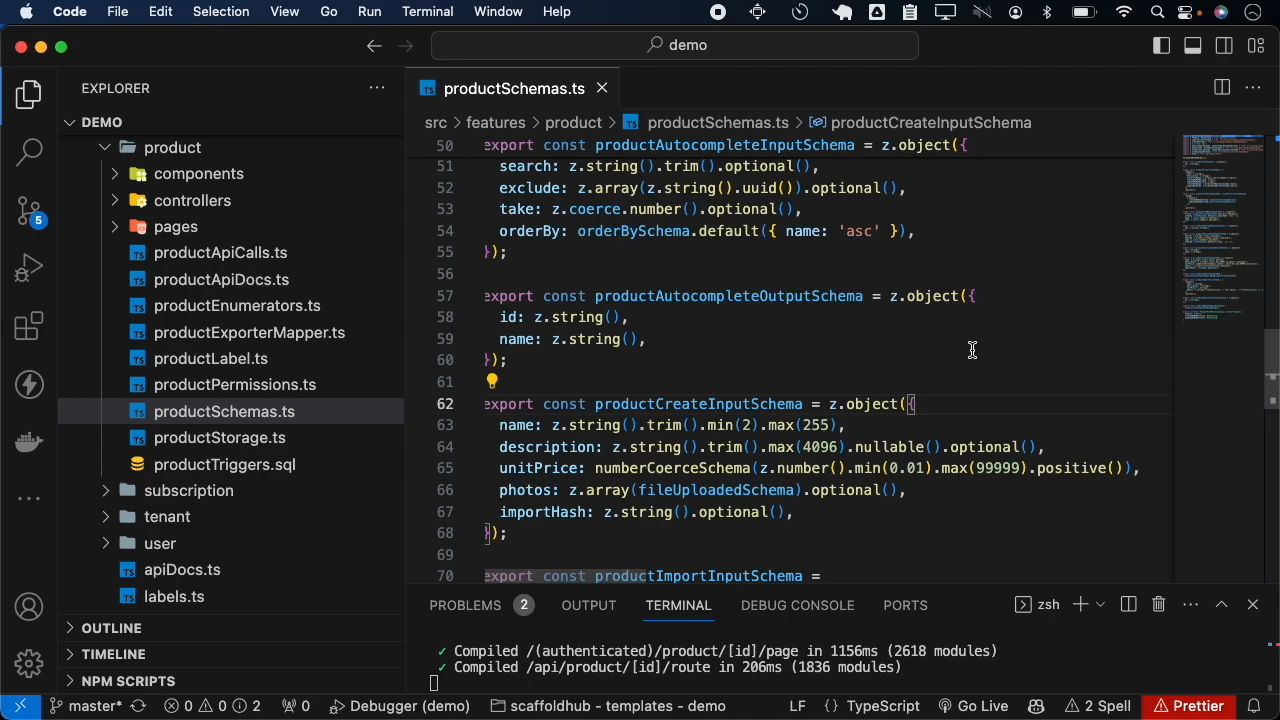 Code File Edit Selection View Go Run Terminal Window Help
demo
EXPLORER
productSchemas.ts
DEMO
src > features > product > productSchemas.ts > productCreateInputSchema
product
components
controllers
pages
productApiCalls.ts
productApiDocs.ts
productEnumerators.ts
productExporterMapper.ts
productLabel.ts
productPermissions.ts
productSchemas.ts
productStorage.ts
productTriggers.sql
subscription
tenant
user
apiDocs.ts
labels.ts
OUTLINE
TIMELINE
NPM SCRIPTS
5
50 export const productAutocompleteInputSchema = z.object({
search: z.string().trim().optional(),
52 exclude: z.array(z.string().uuid()).optional(),
53 take: z.coerce.number().optional(),
54 orderBy: orderBySchema.default({ name: 'asc' }),
55 });
56
57 export const productAutocompleteOutputSchema = z.object({
58 id: z.string(),
59 name: z.string(),
60 });
61
62 export const productCreateInputSchema = z.object({
63 name: z.string().trim().min(2).max(255),
64 description: z.string().trim().max(4096).nullable().optional(),
65 unitPrice: numberCoerceSchema(z.number().min(0.01).max(99999).positive()),
66 photos: z.array(fileUploadedSchema).optional(),
67 importHash: z.string().optional(),
68 });
69
70 export const productImportInputSchema =
PROBLEMS 2 OUTPUT TERMINAL DEBUG CONSOLE PORTS zsh
✓ Compiled /(authenticated)/product/[id]/page in 1156ms (2618 modules)
✓ Compiled /api/product/[id]/route in 206ms (1836 modules)
master* 0 0 2 0 Debugger (demo) scaffoldhub - templates - demo LF {} TypeScript Go Live 2 Spell Prettier